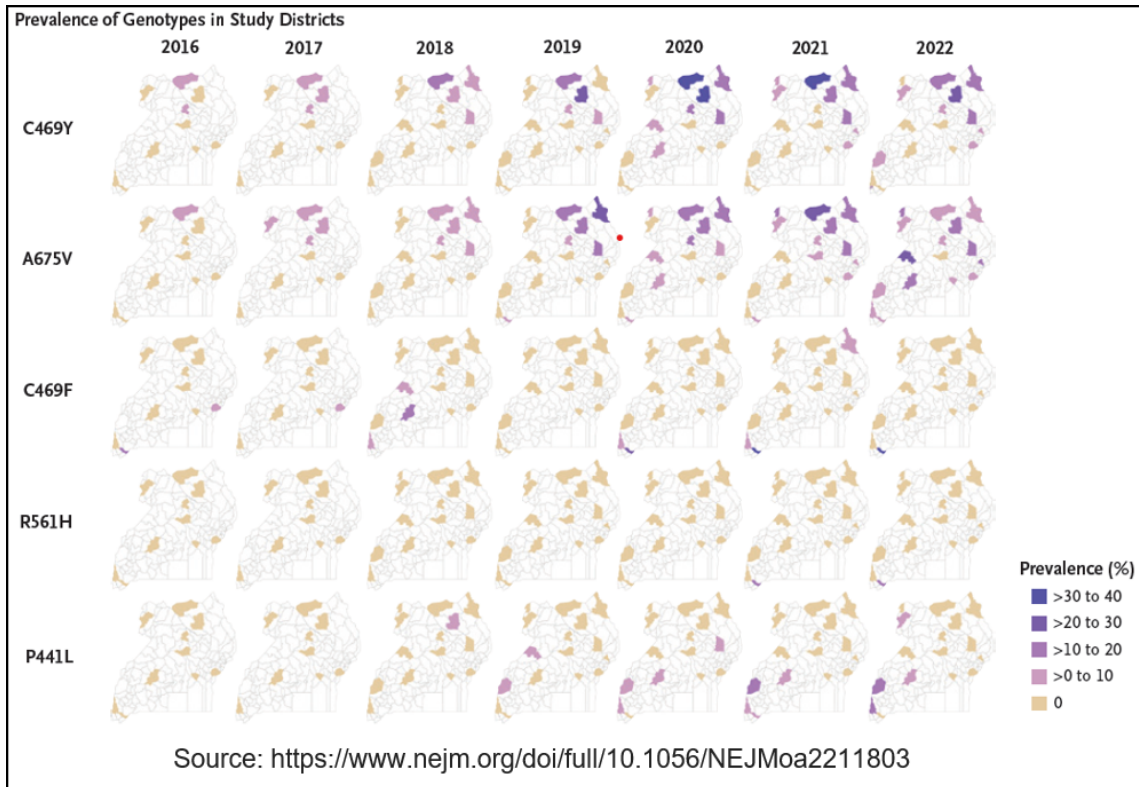 Prevalence of Genotypes in Study Districts
2016 2017 2018 2019 2020 2021 2022
C469Y
A675V
C469F
R561H
P441L
Prevalence (%)
>30 to 40
>20 to 30
>10 to 20
>0 to 10
0
Source: https://www.nejm.org/doi/full/10.1056/NEJMoa2211803